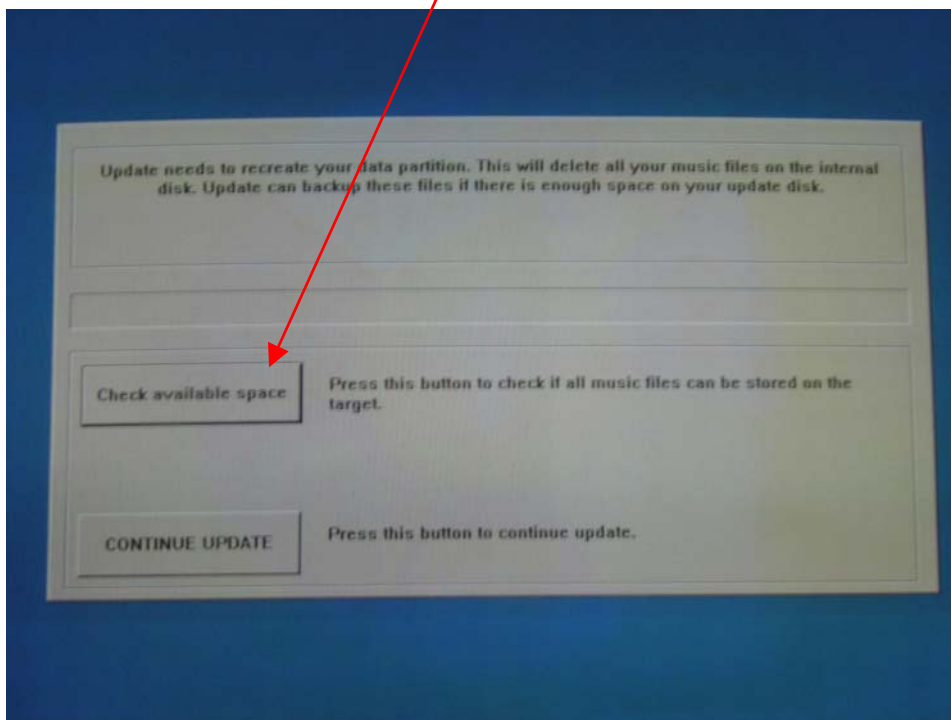 Update needs to recreate your data partition. This will delete all your music files on the internal
disk. Update can backup these files if there is enough space on your update disk.
Check available space
Press this button to check if all music files can be stored on the
target.
CONTINUE UPDATE
Press this button to continue update.